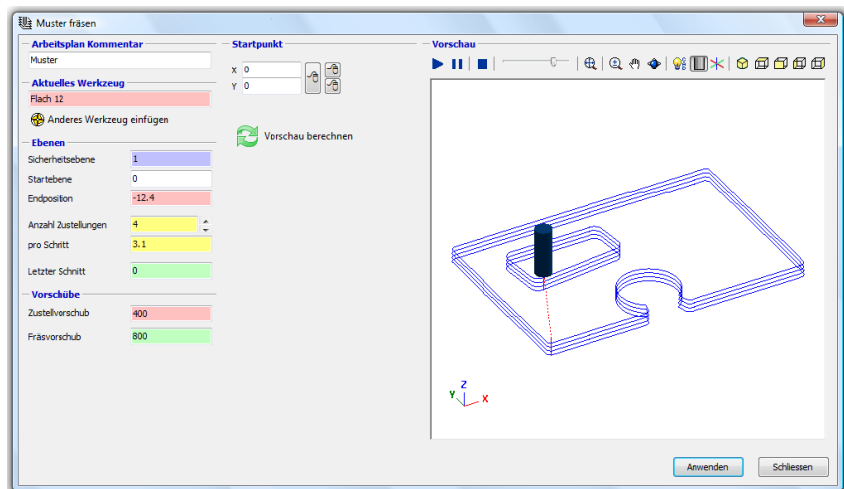 Muster fräsen
Arbeitsplan Kommentar
Muster
Aktuelles Werkzeug
Flach 12
Anderes Werkzeug einfügen
Ebenen
Sicherheitsebene 1
Startebene 0
Endposition -12.4
Anzahl Zustellungen 4
pro Schritt 3.1
Letzter Schnitt 0
Vorschübe
Zustellvorschub 400
Fräsvorschub 800
Startpunkt
X 0
Y 0
Vorschau berechnen
Vorschau
Z
Y
X
Anwenden
Schliessen